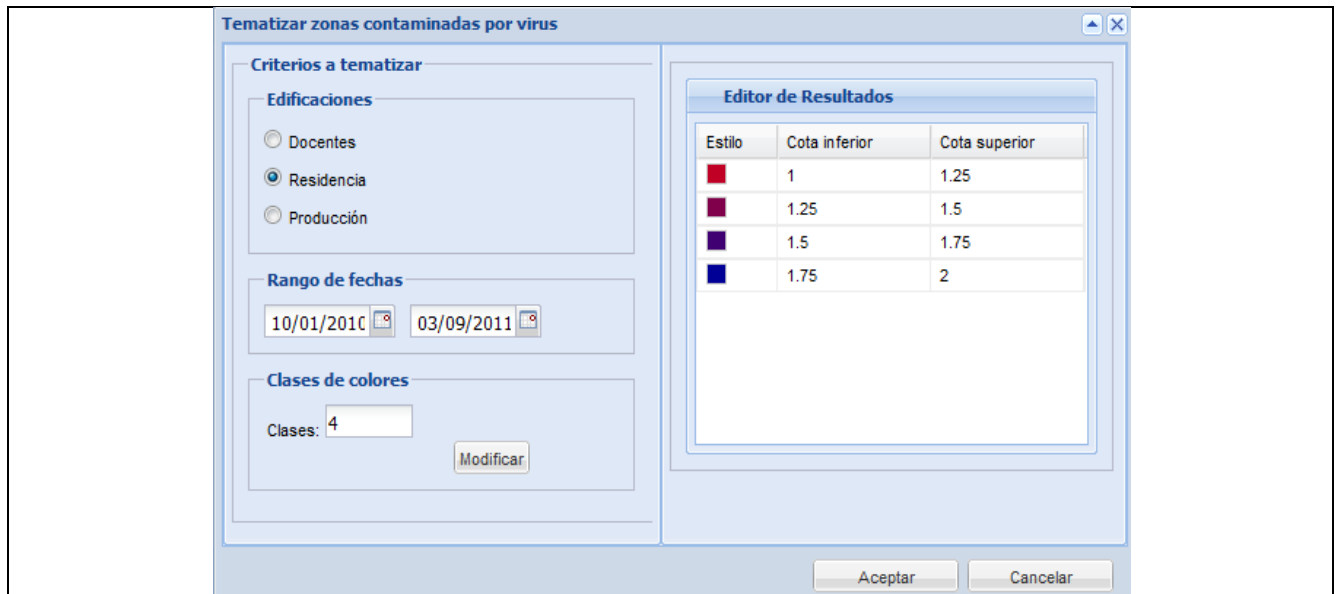 Tematizar zonas contaminadas por virus
Criterios a tematizar
Edificaciones
Docentes
Residencia
Producción
Rango de fechas
10/01/2010 03/09/2011
Clases de colores
Clases: 4
Modificar
Editor de Resultados
Estilo Cota inferior Cota superior
1 1.25
1.25 1.5
1.5 1.75
1.75 2
Aceptar Cancelar